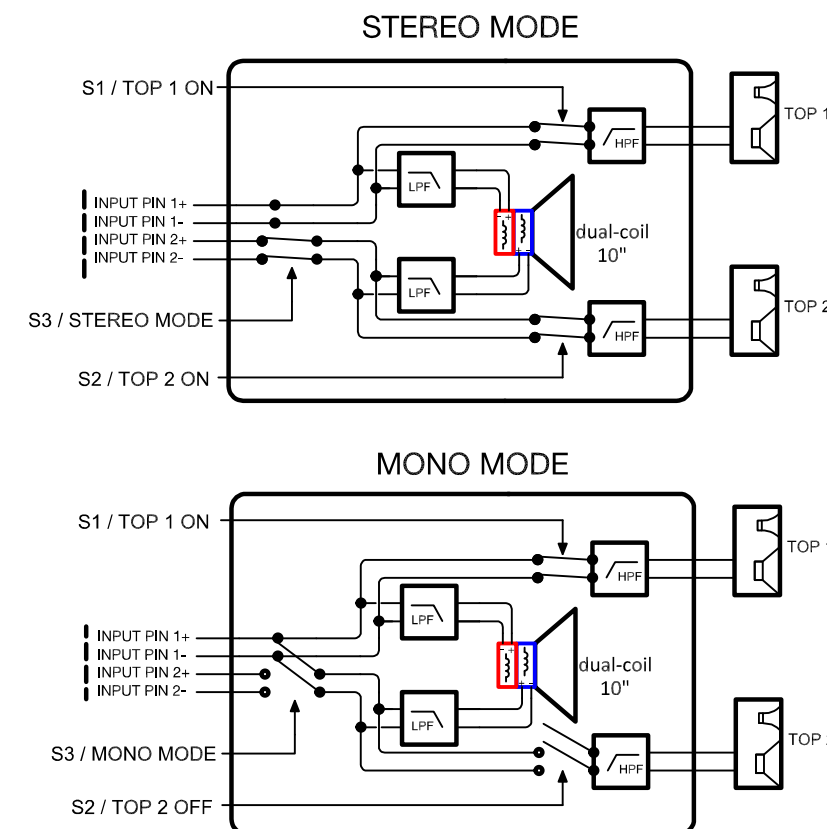 STEREO MODE
S1 / TOP 1 ON
HPF
TOP 1
LPF
INPUT PIN 1+
INPUT PIN 1-
INPUT PIN 2+
INPUT PIN 2-
- +
+ -
dual-coil
10"
LPF
S3 / STEREO MODE
HPF
TOP 2
S2 / TOP 2 ON
MONO MODE
S1 / TOP 1 ON
HPF
TOP
LPF
INPUT PIN 1+
INPUT PIN 1-
INPUT PIN 2+
INPUT PIN 2-
- +
+ -
dual-coil
10"
LPF
S3 / MONO MODE
HPF
TOP
S2 / TOP 2 OFF